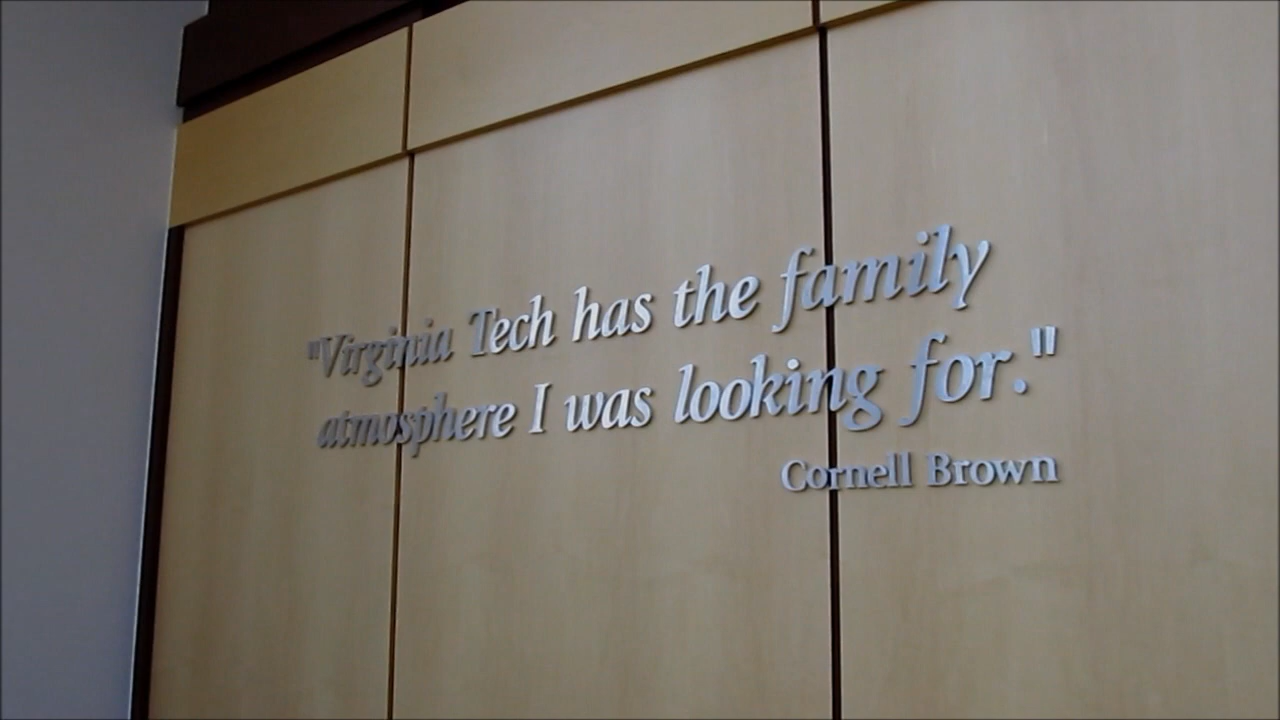 "Virginia Tech has the family
atmosphere I was looking for."
Cornell Brown